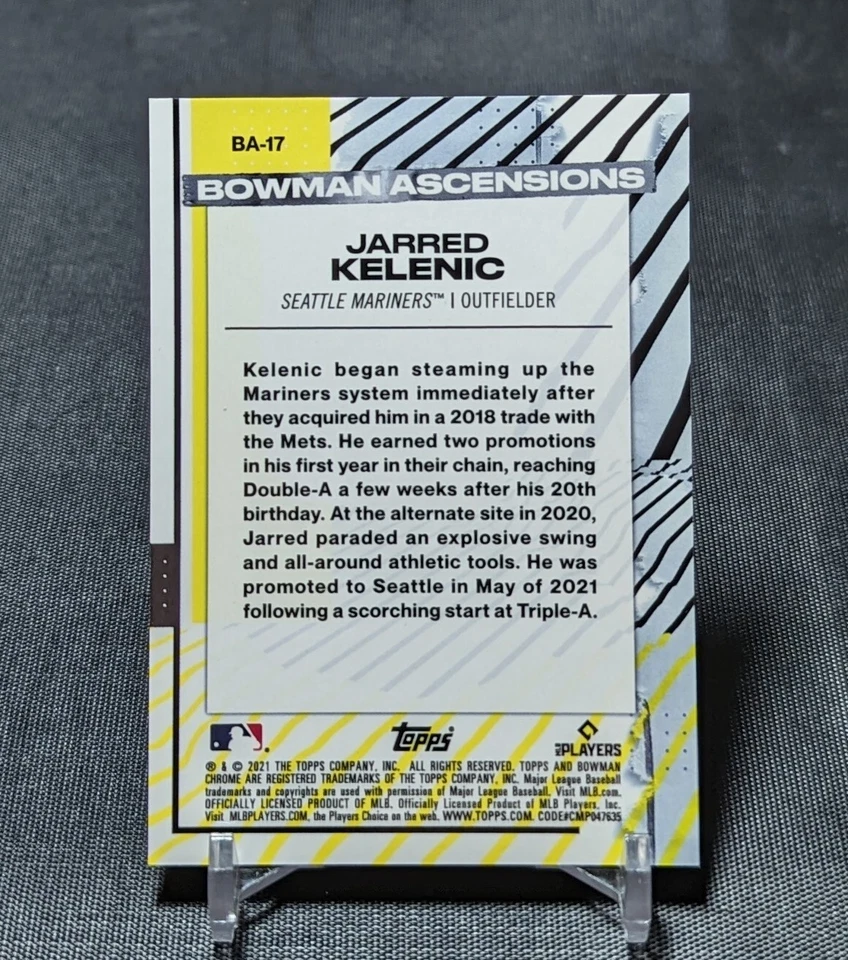 BA-17
BOWMAN ASCENSIONS
JARRED
KELENIC
SEATTLE MARINERS™ | OUTFIELDER
Kelenic began steaming up the
Mariners system immediately after
they acquired him in a 2018 trade with
the Mets. He earned two promotions
in his first year in their chain, reaching
Double-A a few weeks after his 20th
birthday. At the alternate site in 2020,
Jarred paraded an explosive swing
and all-around athletic tools. He was
promoted to Seattle in May of 2021
following a scorching start at Triple-A.
Topps
MLB PLAYERS
® & © 2021 THE TOPPS COMPANY, INC. ALL RIGHTS RESERVED. TOPPS AND BOWMAN
CHROME ARE REGISTERED TRADEMARKS OF THE TOPPS COMPANY, INC. Major League Baseball
trademarks and copyrights are used with permission of Major League Baseball. Visit MLB.com.
OFFICIALLY LICENSED PRODUCT OF MLB. Officially Licensed Product of MLB Players, Inc.
Visit MLBPLAYERS.COM, the Players Choice on the web. WWW.TOPPS.COM. CODE#CMP047635